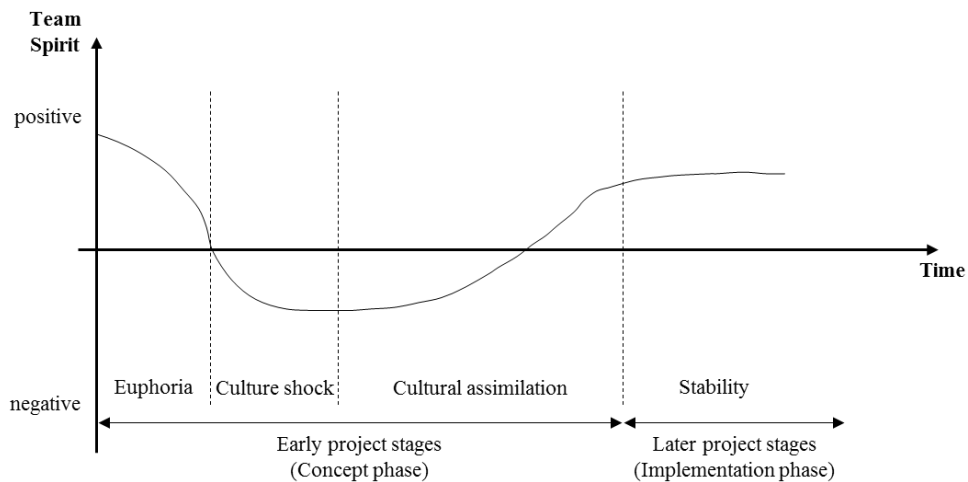 Team
Spirit
positive
Time
Euphoria
Culture shock
Cultural assimilation
Stability
negative
Early project stages
(Concept phase)
Later project stages
(Implementation phase)